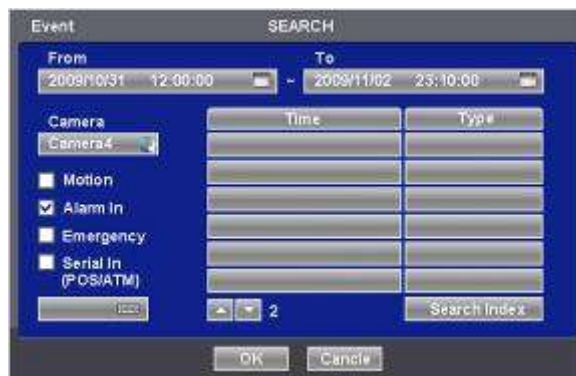 Event SEARCH
From To
2009/10/31 12:00:00 ~ 2009/11/02 23:10:00
Camera Time Type
Camera4
Motion
Alarm In
Emergency
Serial In
(POS/ATM)
2 Search Index
OK Cancle